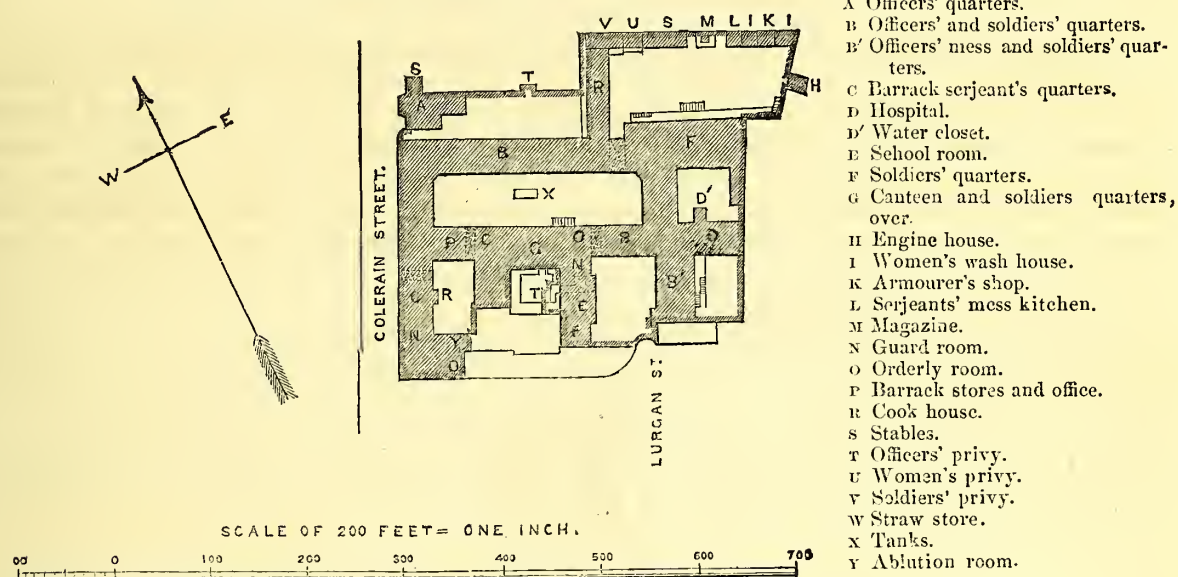 V U S M L I K I
S T
H
A
R
E
W
B
F
X
D'
P C G O B D
N
B'
C R T
E
N Y F
O
COLERAIN STREET.
LURGAN ST.
SCALE OF 200 FEET= ONE INCH.
00 0 100 200 300 400 500 600 700
A Officers' quarters.
B Officers' and soldiers' quarters.
B' Officers' mess and soldiers' quar-
ters.
C Barrack serjeant's quarters.
D Hospital.
D' Water closet.
E School room.
F Soldiers' quarters.
G Canteen and soldiers quarters,
over.
H Engine house.
I Women's wash house.
K Armourer's shop.
L Serjeants' mess kitchen.
M Magazine.
N Guard room.
O Orderly room.
P Barrack stores and office.
R Cook house.
S Stables.
T Officers' privy.
U Women's privy.
V Soldiers' privy.
W Straw store.
X Tanks.
Y Ablution room.